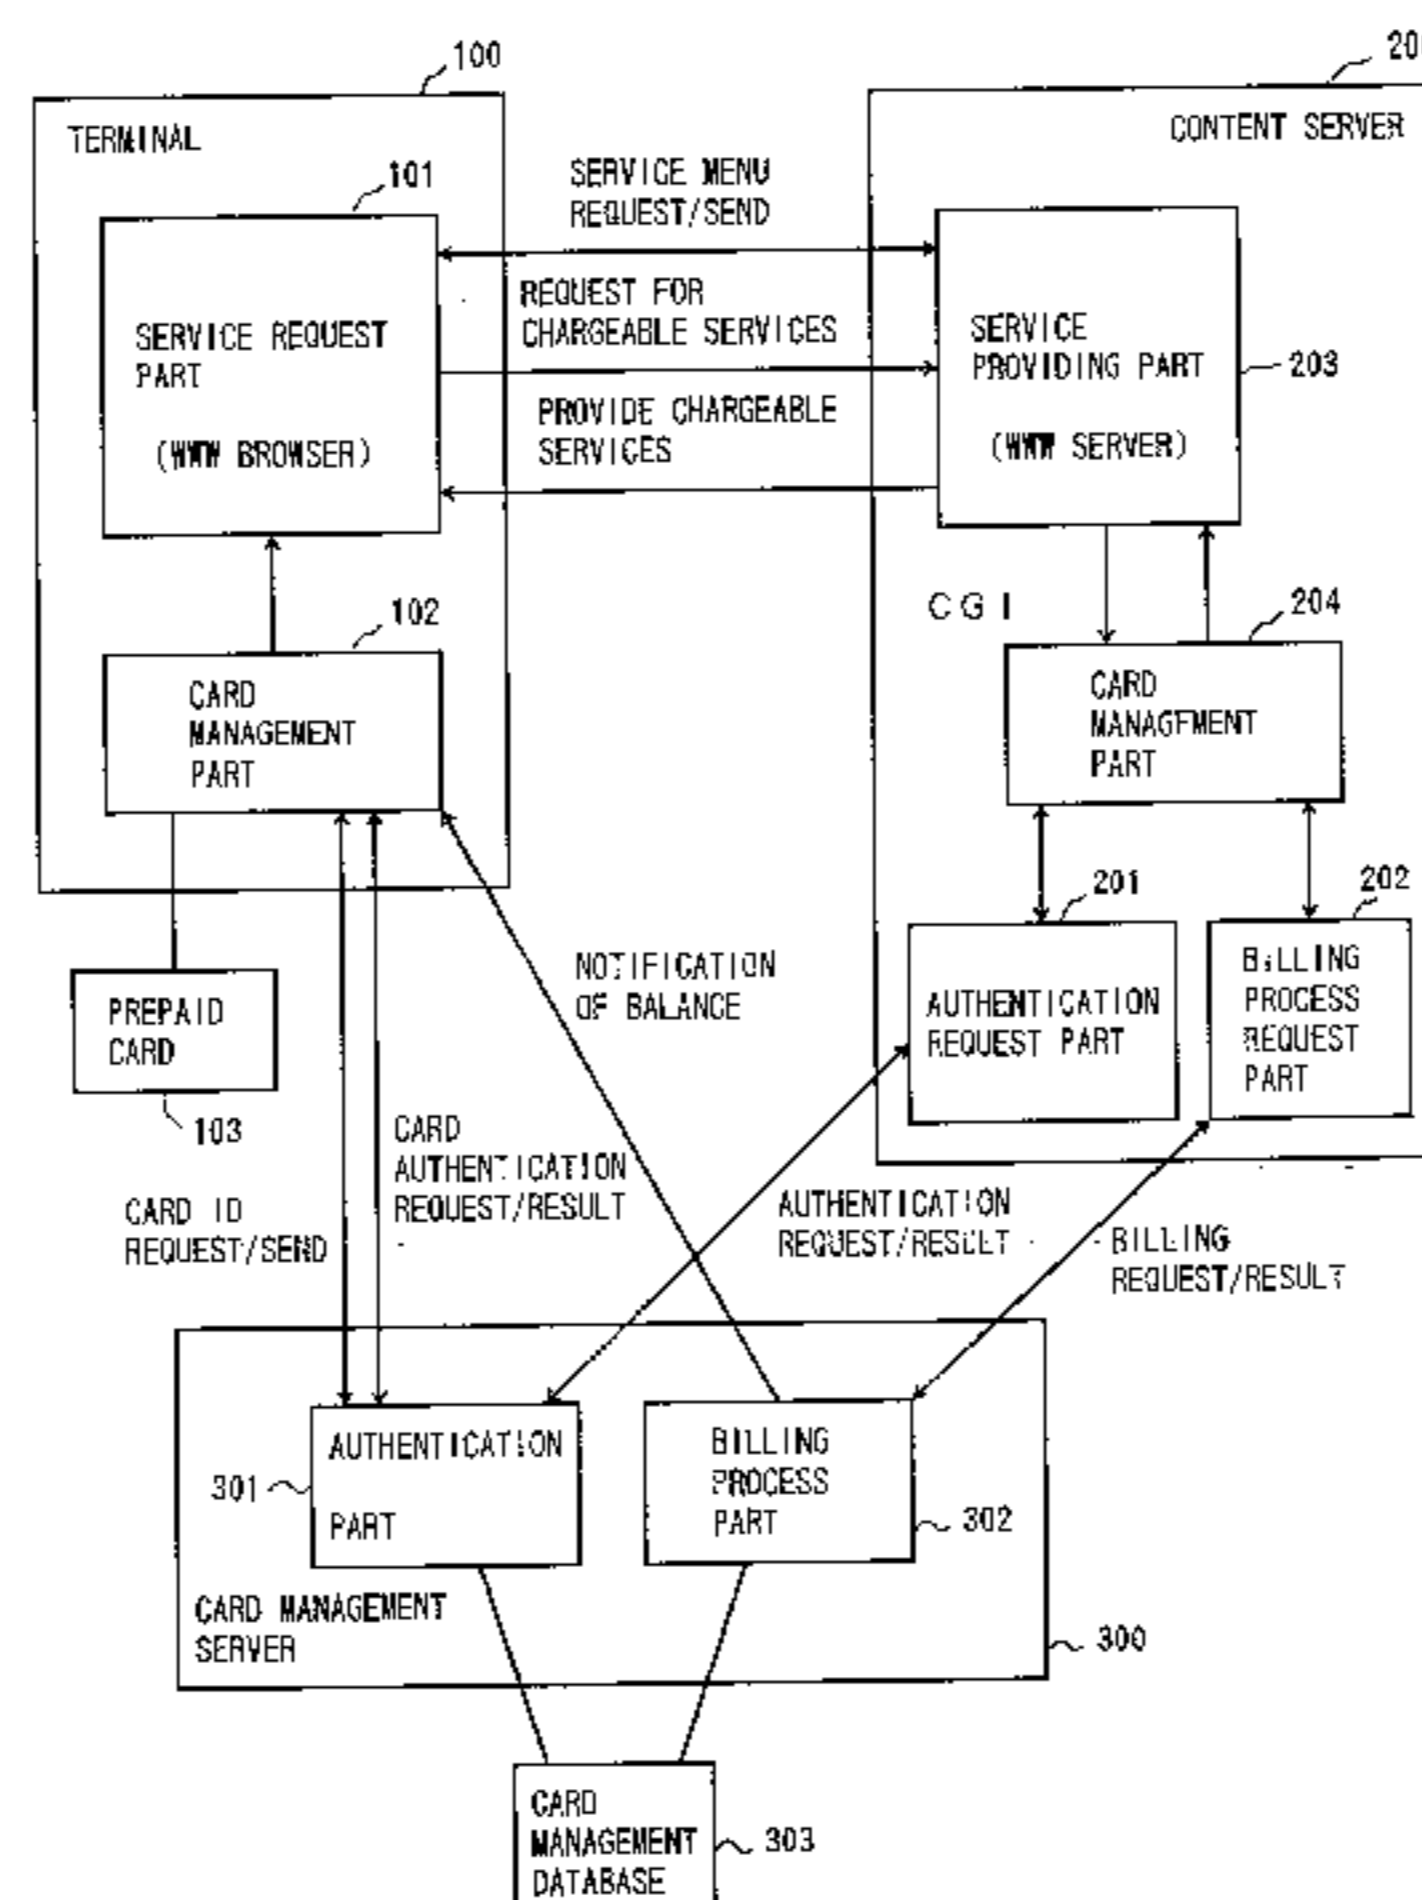 100
20
TERMINAL
CONTENT SERVER
101
SERVICE MENU
REQUEST/SEND
REQUEST FOR
CHARGEABLE SERVICES
SERVICE REQUEST
PART
(WWW BROWSER)
SERVICE
PROVIDING PART
(WWW SERVER)
203
PROVIDE CHARGEABLE
SERVICES
102
CGI
204
CARD
MANAGEMENT
PART
CARD
MANAGEMENT
PART
201
202
PREPAID
CARD
103
NOTIFICATION
OF BALANCE
AUTHENTICATION
REQUEST PART
BILLING
PROCESS
REQUEST
PART
CARD
AUTHENTICATION
REQUEST/RESULT
CARD ID
REQUEST/SEND
AUTHENTICATION
REQUEST/RESULT
BILLING
REQUEST/RESULT
AUTHENTICATION
PART
301
BILLING
PROCESS
PART
302
CARD MANAGEMENT
SERVER
300
CARD
MANAGEMENT
DATABASE
303